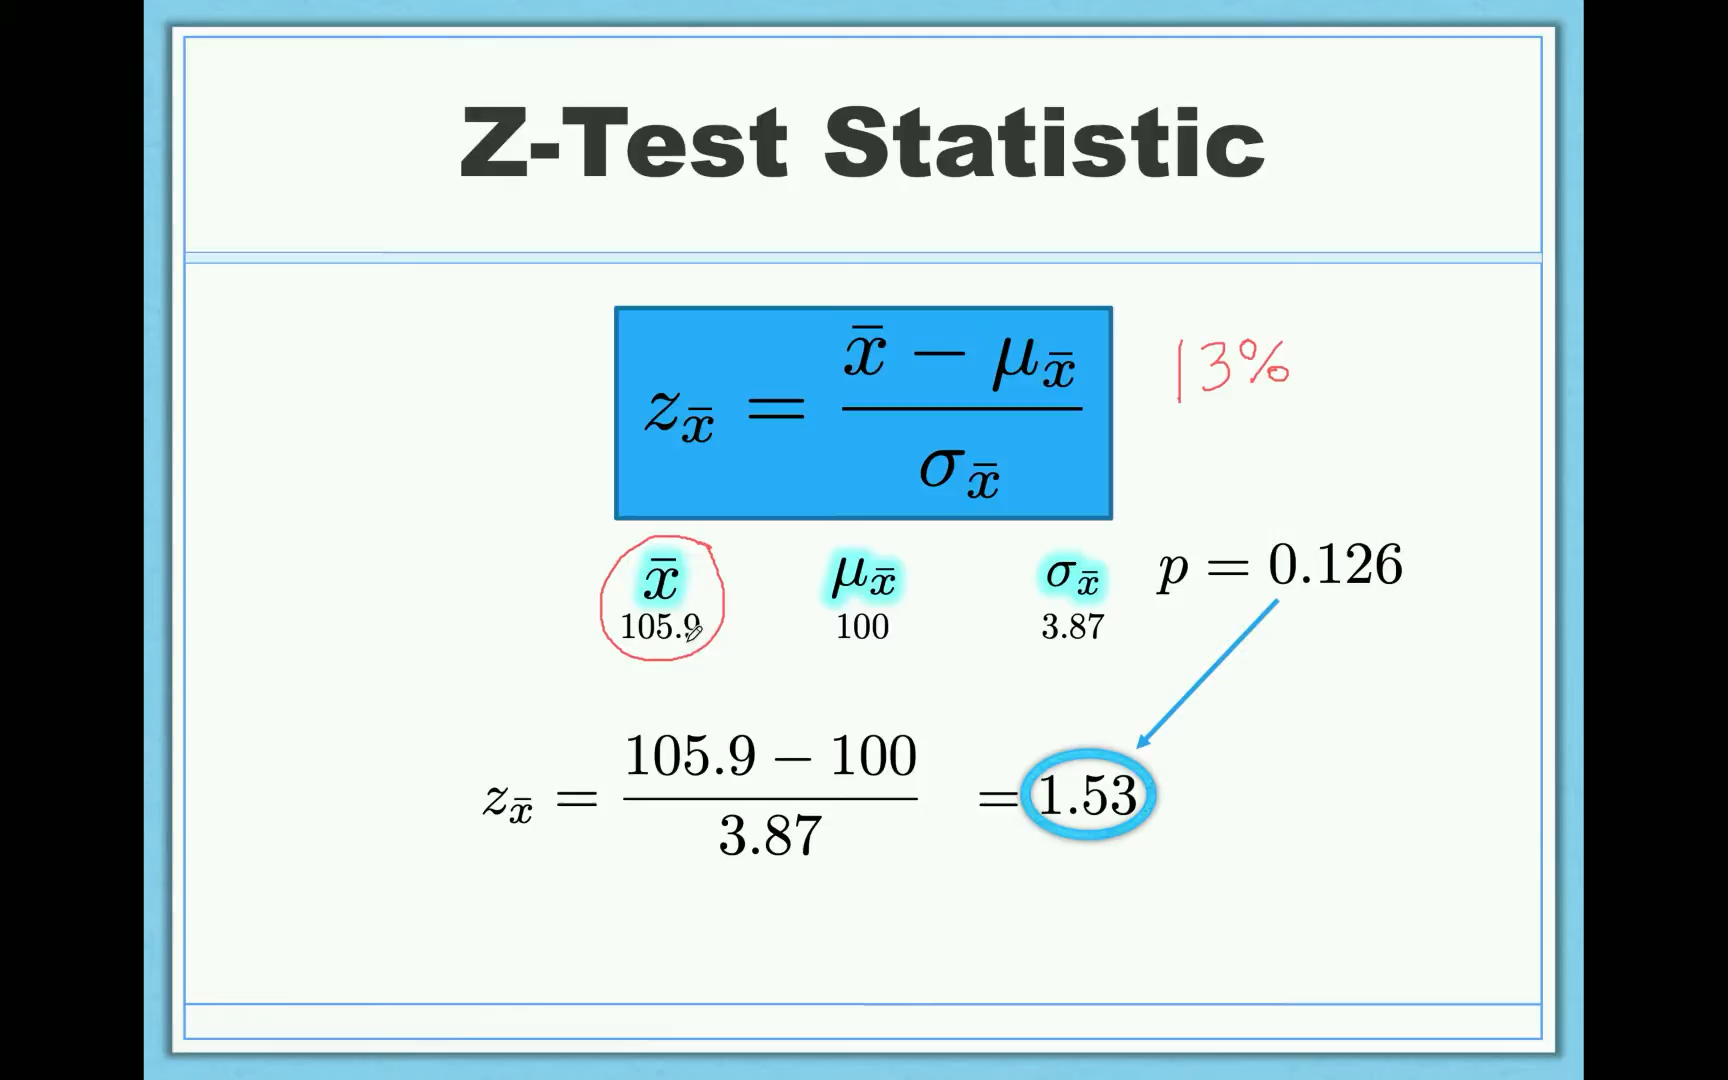 Z-Test Statistic
z_x̄ = (x̄ − μ_x̄) / σ_x̄
13%
x̄ μ_x̄ σ_x̄ p = 0.126
105.9 100 3.87
z_x̄ = (105.9 − 100) / 3.87 = 1.53